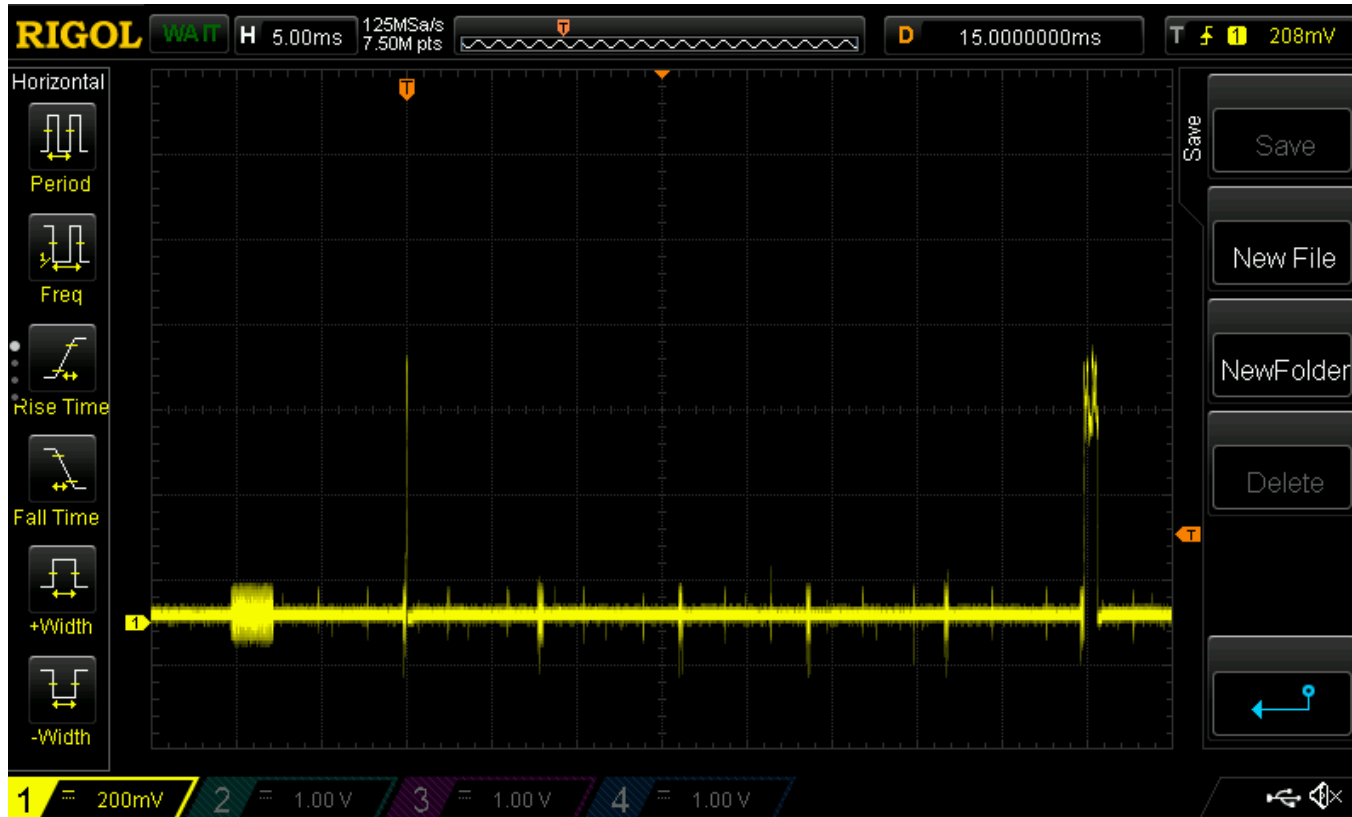 RIGOL WAIT H 5.00ms 125MSa/s 7.50M pts D 15.0000000ms T 1 208mV
Horizontal
Period
Freq
Rise Time
Fall Time
+Width
-Width
T
T
1
T
Save
Save
New File
NewFolder
Delete
1 200mV 2 1.00 V 3 1.00 V 4 1.00 V